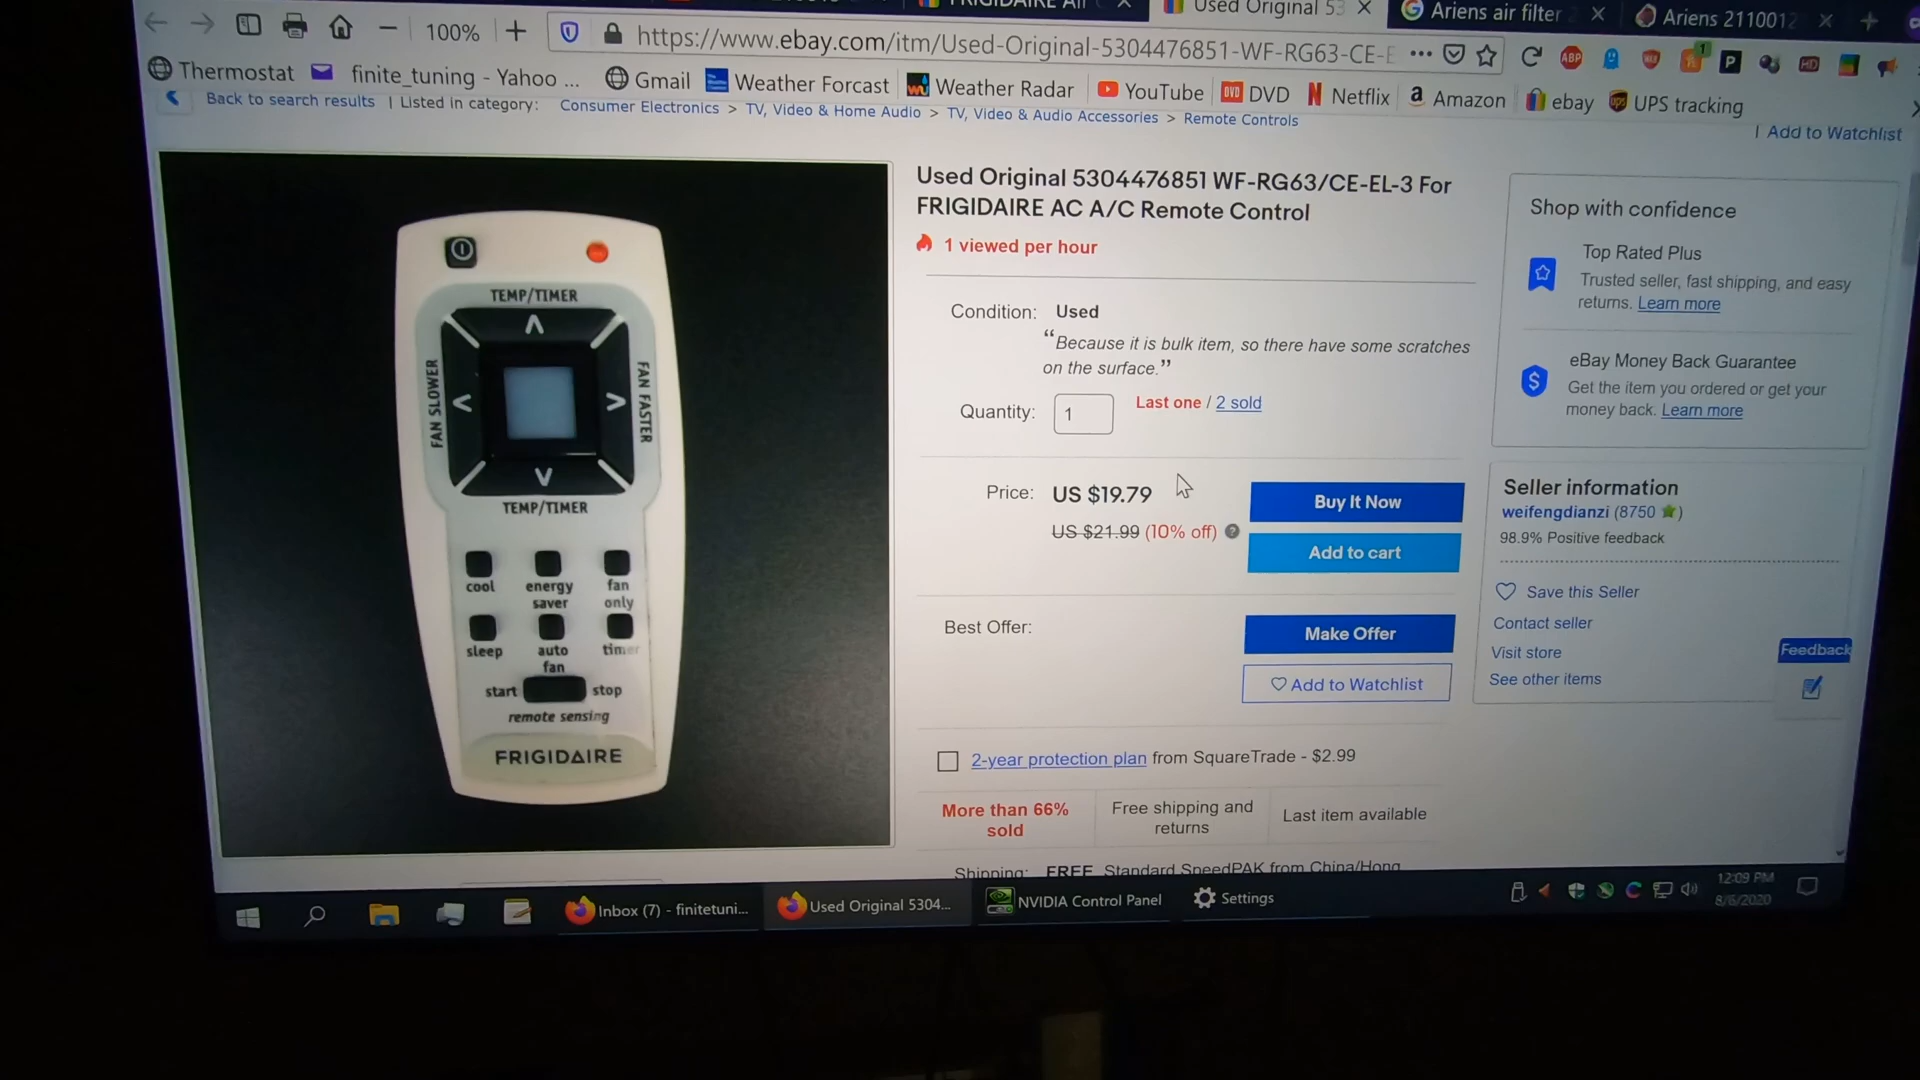 FRIGIDAIRE Air
Used Original 53
Ariens air filter
Ariens 2110012
100%
https://www.ebay.com/itm/Used-Original-5304476851-WF-RG63-CE-E
Thermostat
finite_tuning - Yahoo ...
Gmail
Weather Forcast
Weather Radar
YouTube
DVD
Netflix
Amazon
ebay
UPS tracking
Back to search results | Listed in category: Consumer Electronics > TV, Video & Home Audio > TV, Video & Audio Accessories > Remote Controls
| Add to Watchlist
TEMP/TIMER
FAN SLOWER
FAN FASTER
TEMP/TIMER
cool
energy saver
fan only
sleep
auto fan
timer
start
stop
remote sensing
FRIGIDAIRE
Used Original 5304476851 WF-RG63/CE-EL-3 For
FRIGIDAIRE AC A/C Remote Control
1 viewed per hour
Condition: Used
“Because it is bulk item, so there have some scratches
on the surface.”
Quantity: 1 Last one / 2 sold
Price: US $19.79
US $21.99 (10% off)
Buy It Now
Add to cart
Best Offer:
Make Offer
Add to Watchlist
2-year protection plan from SquareTrade - $2.99
More than 66%
sold
Free shipping and
returns
Last item available
Shipping: FREE Standard SpeedPAK from China/Hong
Shop with confidence
Top Rated Plus
Trusted seller, fast shipping, and easy
returns. Learn more
eBay Money Back Guarantee
Get the item you ordered or get your
money back. Learn more
Seller information
weifengdianzi (8750)
98.9% Positive feedback
Save this Seller
Contact seller
Visit store
See other items
Feedback
Inbox (7) - finitetuni...
Used Original 5304...
NVIDIA Control Panel
Settings
12:09 PM
8/6/2020